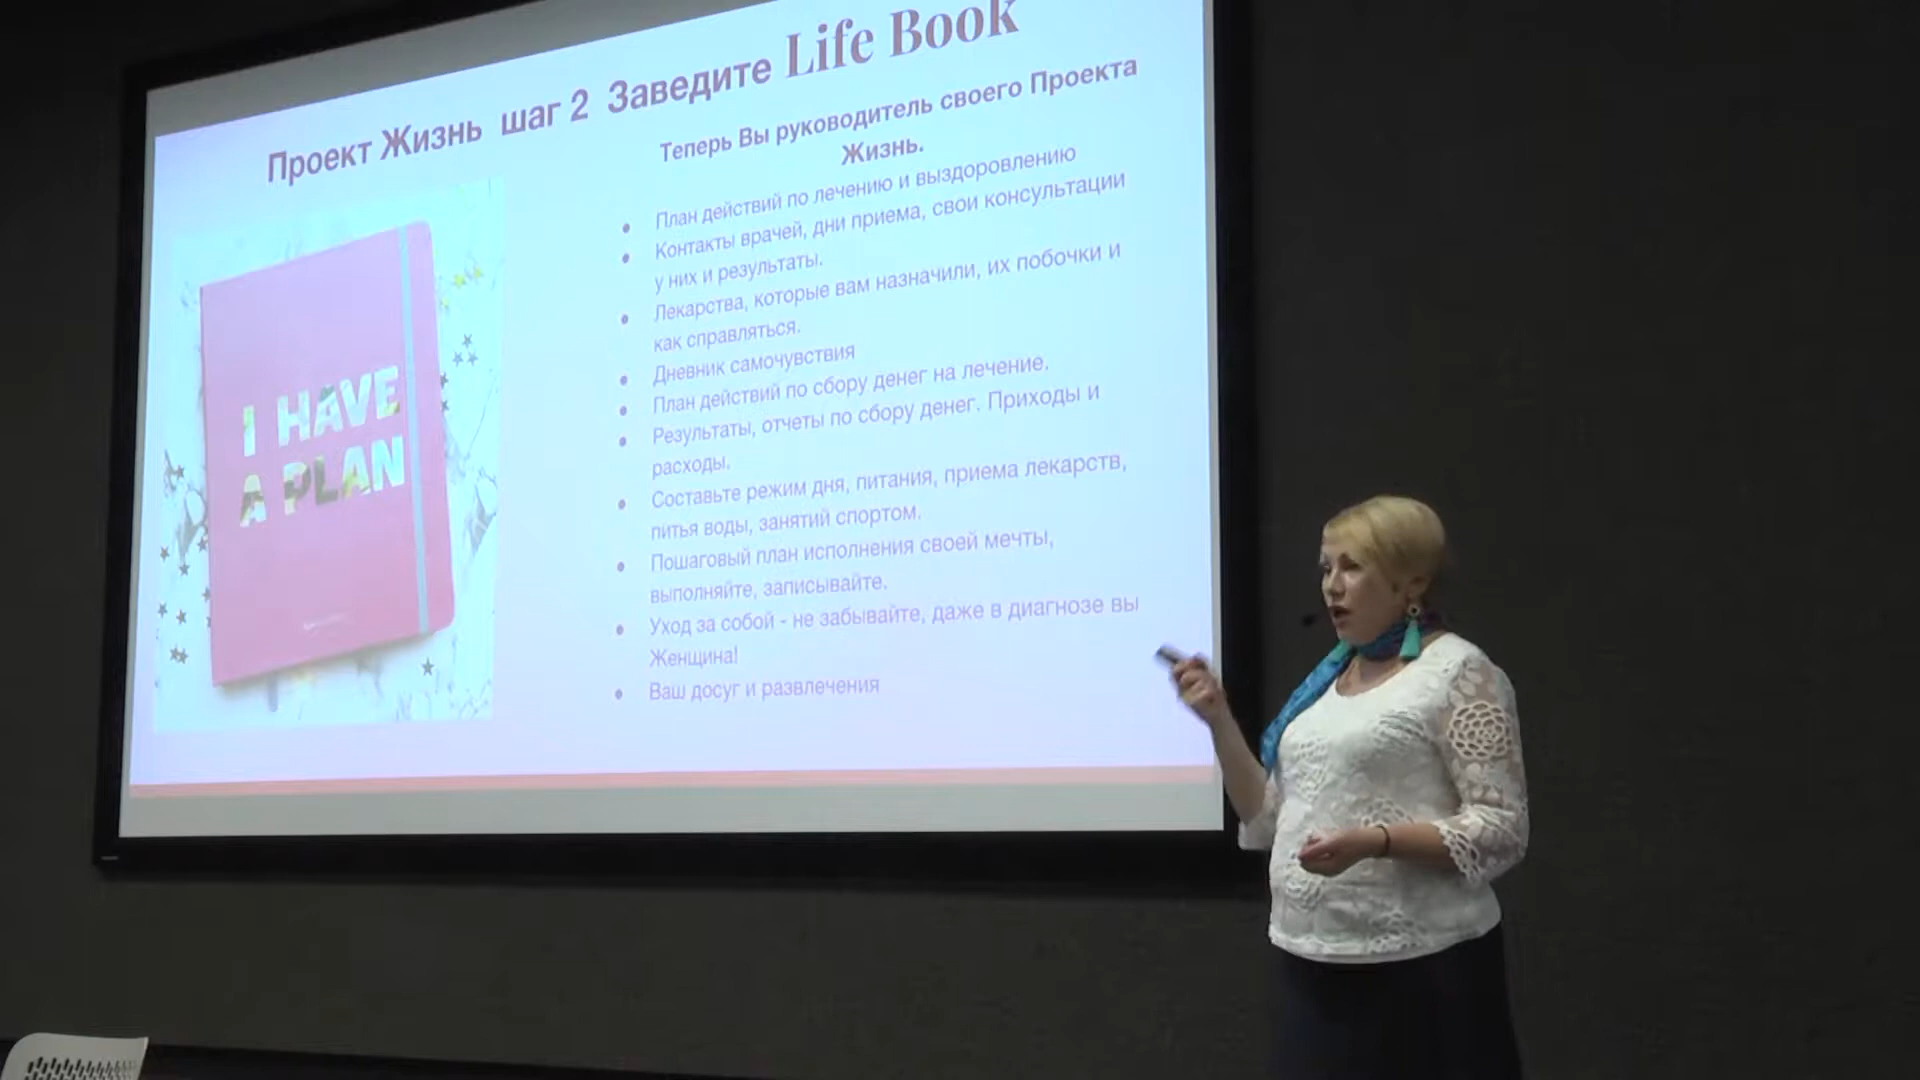 Проект Жизнь шаг 2 Заведите Life Book
I HAVE
A PLAN
Теперь Вы руководитель своего Проекта
Жизнь.
● План действий по лечению и выздоровлению
● Контакты врачей, дни приема, свои консультации
у них и результаты.
● Лекарства, которые вам назначили, их побочки и
как справляться.
● Дневник самочувствия
● План действий по сбору денег на лечение.
● Результаты, отчеты по сбору денег. Приходы и
расходы.
● Составьте режим дня, питания, приема лекарств,
питья воды, занятий спортом.
● Пошаговый план исполнения своей мечты,
выполняйте, записывайте.
● Уход за собой - не забывайте, даже в диагнозе вы
Женщина!
● Ваш досуг и развлечения